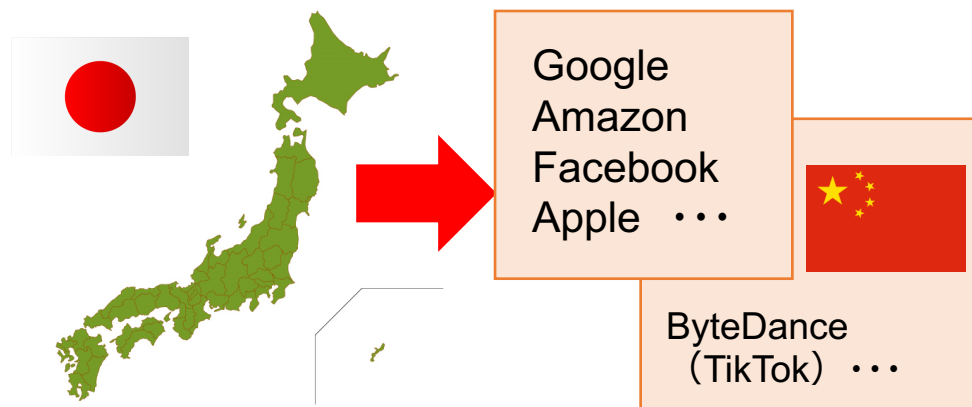 Google
Amazon
Facebook
Apple ・・・
ByteDance
（TikTok）・・・